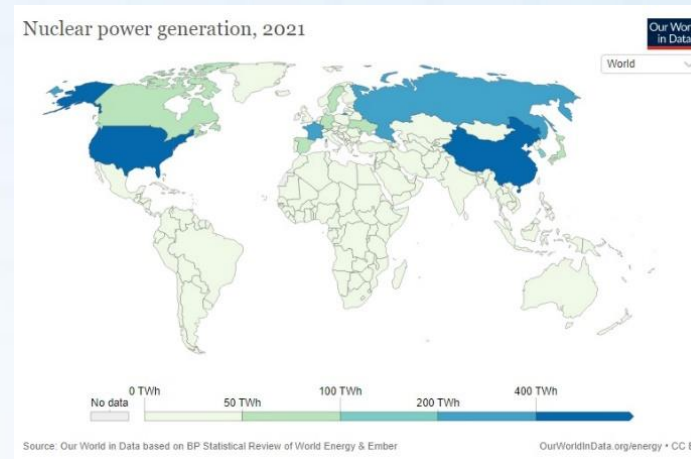 Nuclear power generation, 2021
Our Wor
in Data
World
No data
0 TWh
50 TWh
100 TWh
200 TWh
400 TWh
Source: Our World in Data based on BP Statistical Review of World Energy & Ember
OurWorldInData.org/energy • CC B